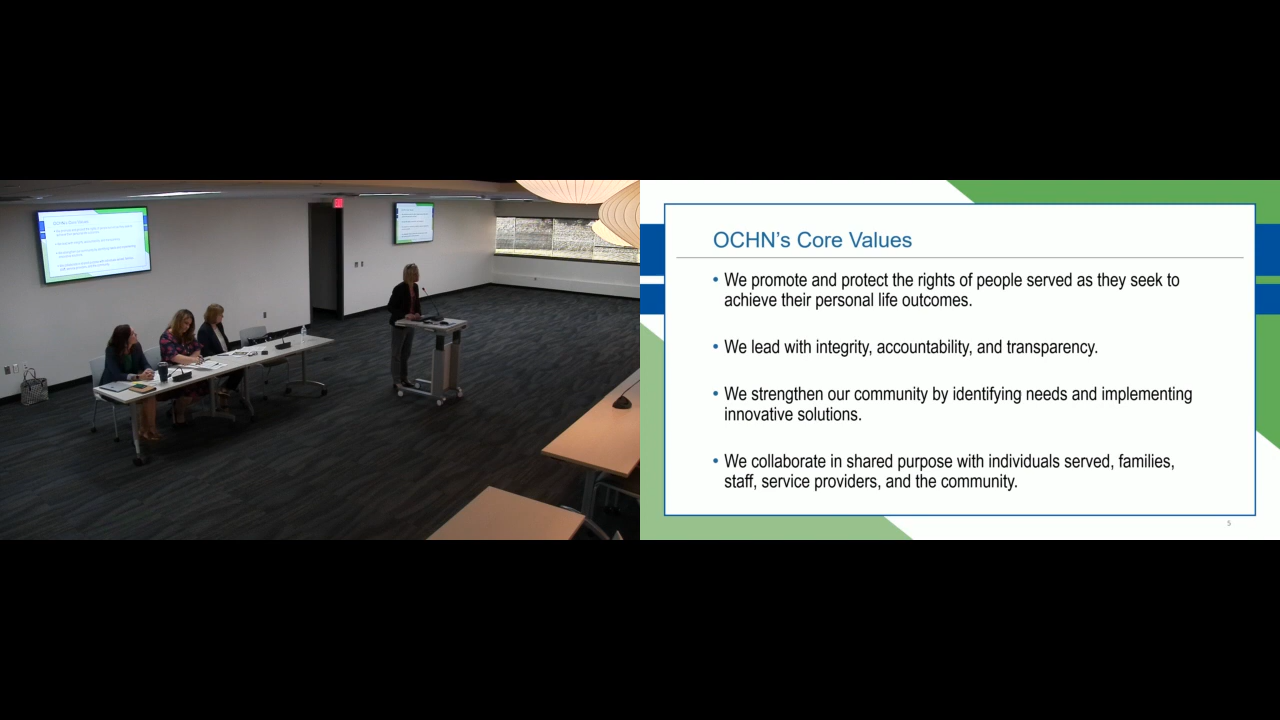 OCHN's Core Values
• We promote and protect the rights of people served as they seek to
achieve their personal life outcomes.
• We lead with integrity, accountability, and transparency.
• We strengthen our community by identifying needs and implementing
innovative solutions.
• We collaborate in shared purpose with individuals served, families,
staff, service providers, and the community.
5